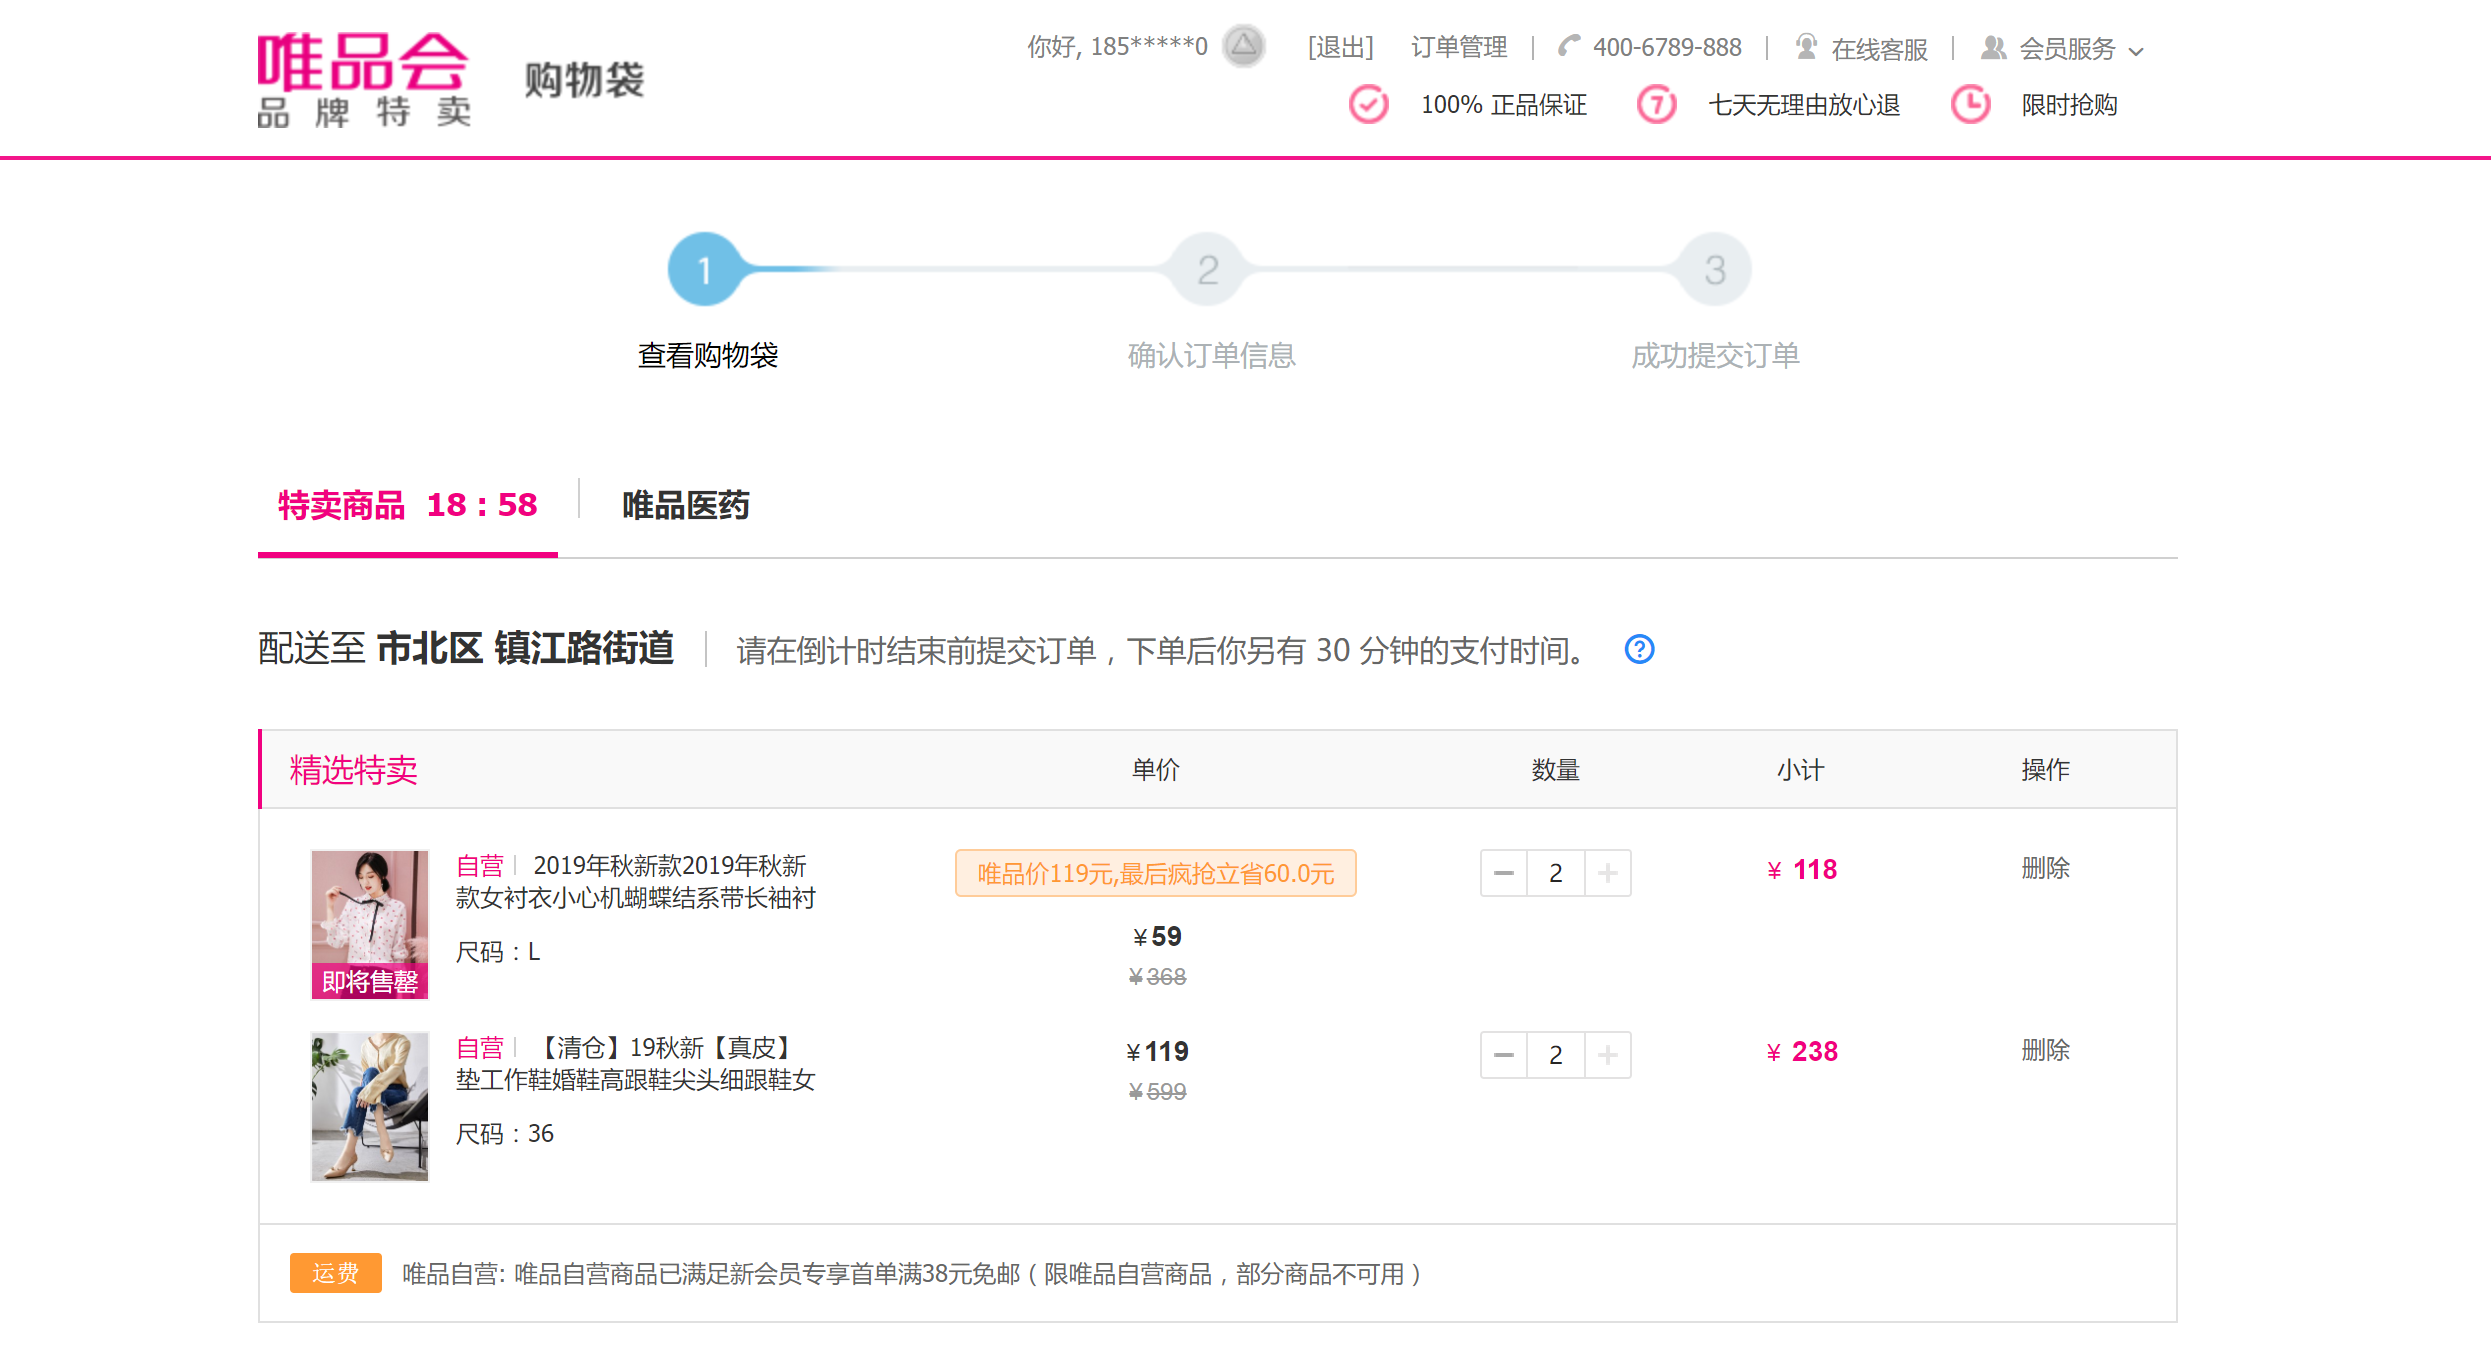 唯品会
品牌特卖
购物袋
你好, 185*****0 [退出] 订单管理 400-6789-888 在线客服 会员服务
100% 正品保证 7 七天无理由放心退 限时抢购
1 2 3
查看购物袋 确认订单信息 成功提交订单
特卖商品 18 : 58 唯品医药
配送至 市北区 镇江路街道 请在倒计时结束前提交订单，下单后你另有 30 分钟的支付时间。 ?
精选特卖 单价 数量 小计 操作
自营 2019年秋新款2019年秋新
款女衬衣小心机蝴蝶结系带长袖衬
尺码：L
即将售罄
唯品价119元,最后疯抢立省60.0元
¥59
¥368
2
¥ 118
删除
自营 【清仓】19秋新【真皮】
垫工作鞋婚鞋高跟鞋尖头细跟鞋女
尺码：36
¥119
¥599
2
¥ 238
删除
运费 唯品自营: 唯品自营商品已满足新会员专享首单满38元免邮（限唯品自营商品，部分商品不可用）